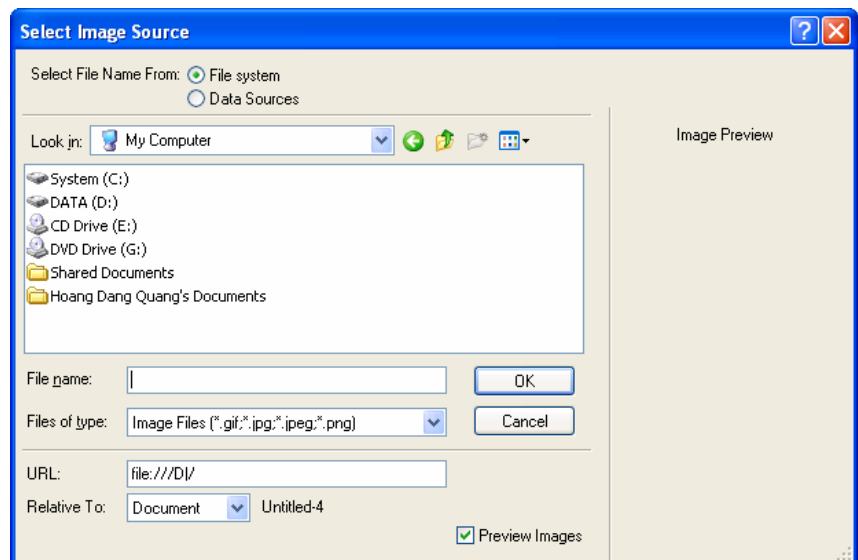 Select Image Source
Select File Name From: File system
Data Sources
Look in: My Computer
Image Preview
System (C:)
DATA (D:)
CD Drive (E:)
DVD Drive (G:)
Shared Documents
Hoang Dang Quang's Documents
File name: OK
Files of type: Image Files (*.gif;*.jpg;*.jpeg;*.png) Cancel
URL: file:///D|/
Relative To: Document Untitled-4
Preview Images